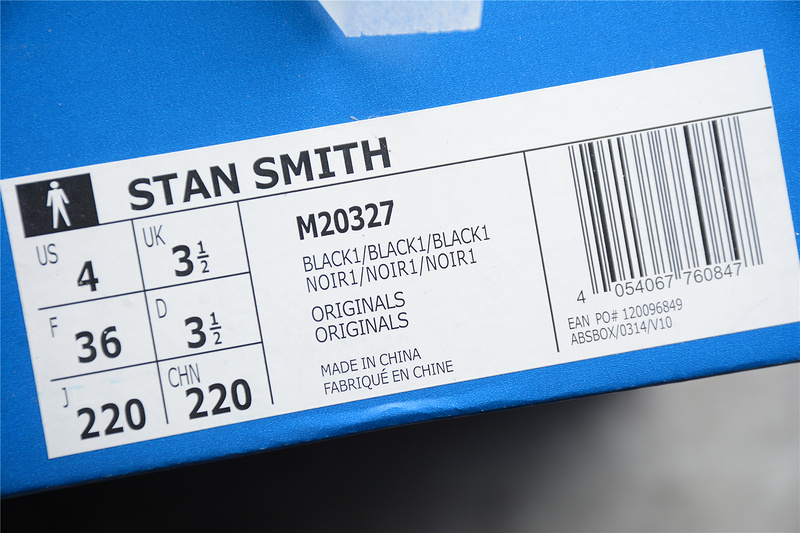 STAN SMITH
US 4
UK 3 1/2
F 36
D 3 1/2
J 220
CHN 220
M20327
BLACK1/BLACK1/BLACK1
NOIR1/NOIR1/NOIR1
ORIGINALS
ORIGINALS
MADE IN CHINA
FABRIQUÉ EN CHINE
4 054067 760847
EAN PO# 120096849
ABSBOX/0314/V10